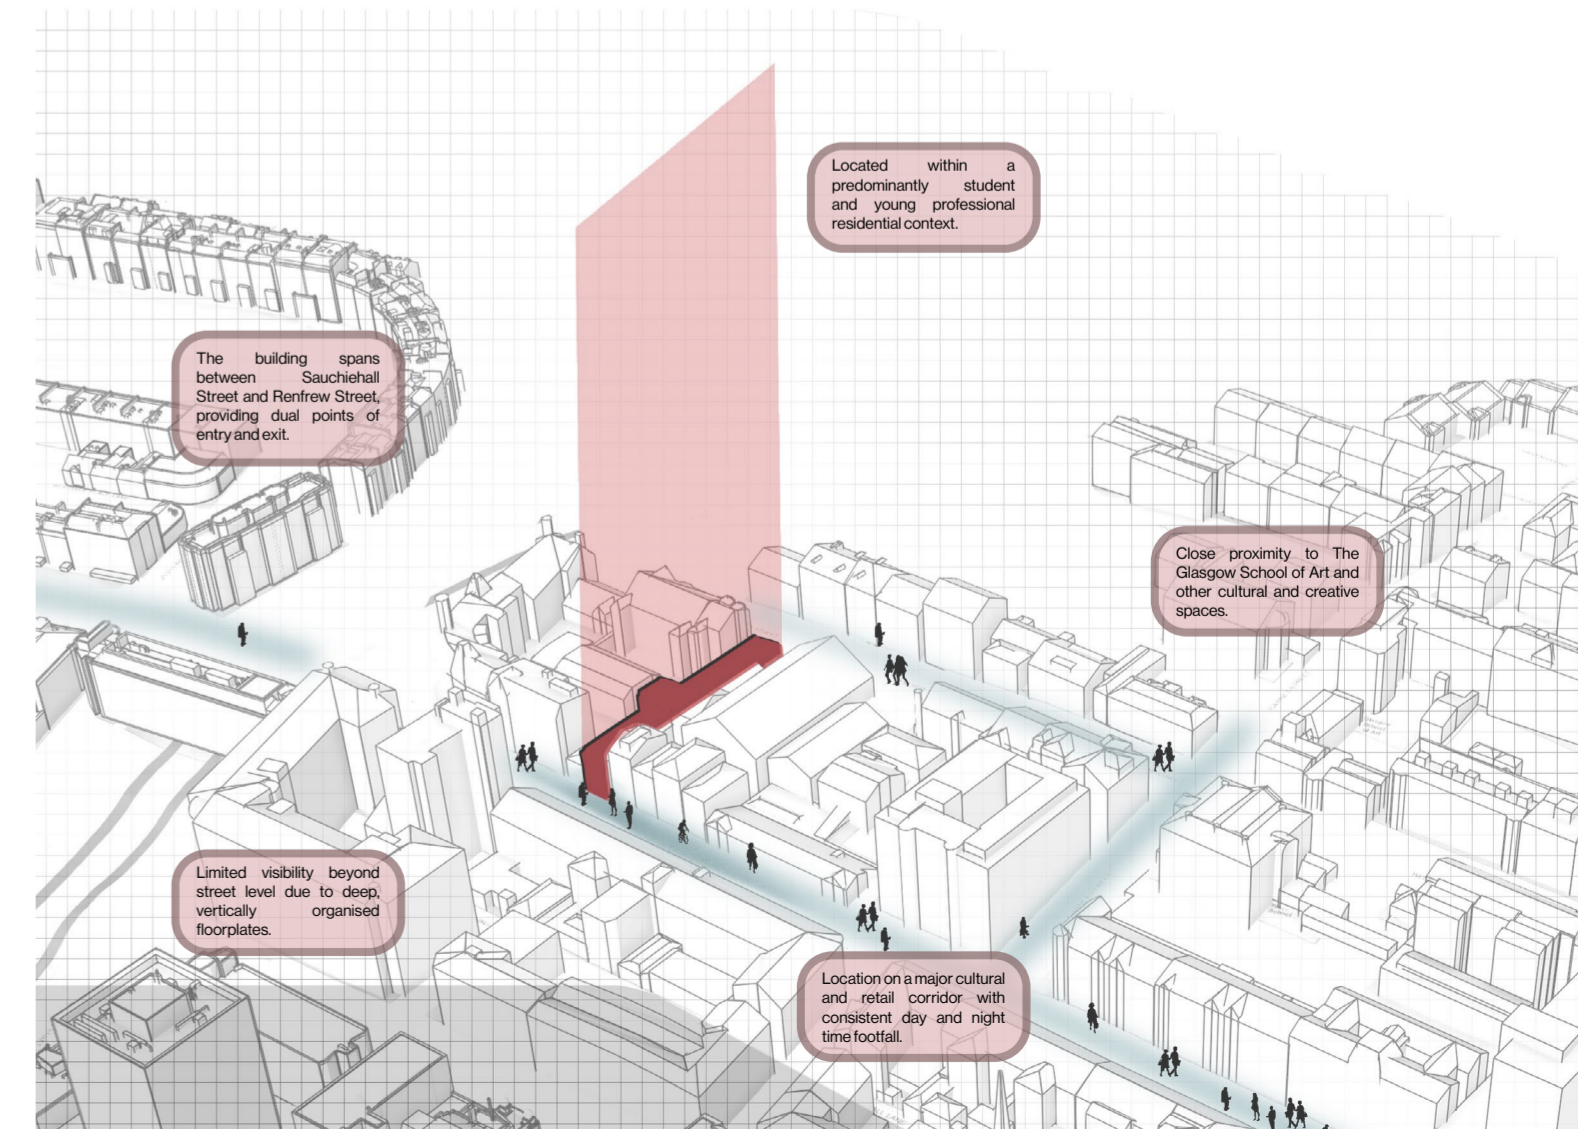 Located within a
predominantly student
and young professional
residential context.
The building spans
between Sauchiehall
Street and Renfrew Street,
providing dual points of
entry and exit.
Close proximity to The
Glasgow School of Art and
other cultural and creative
spaces.
Limited visibility beyond
street level due to deep,
vertically organised
floorplates.
Location on a major cultural
and retail corridor with
consistent day and night
time footfall.